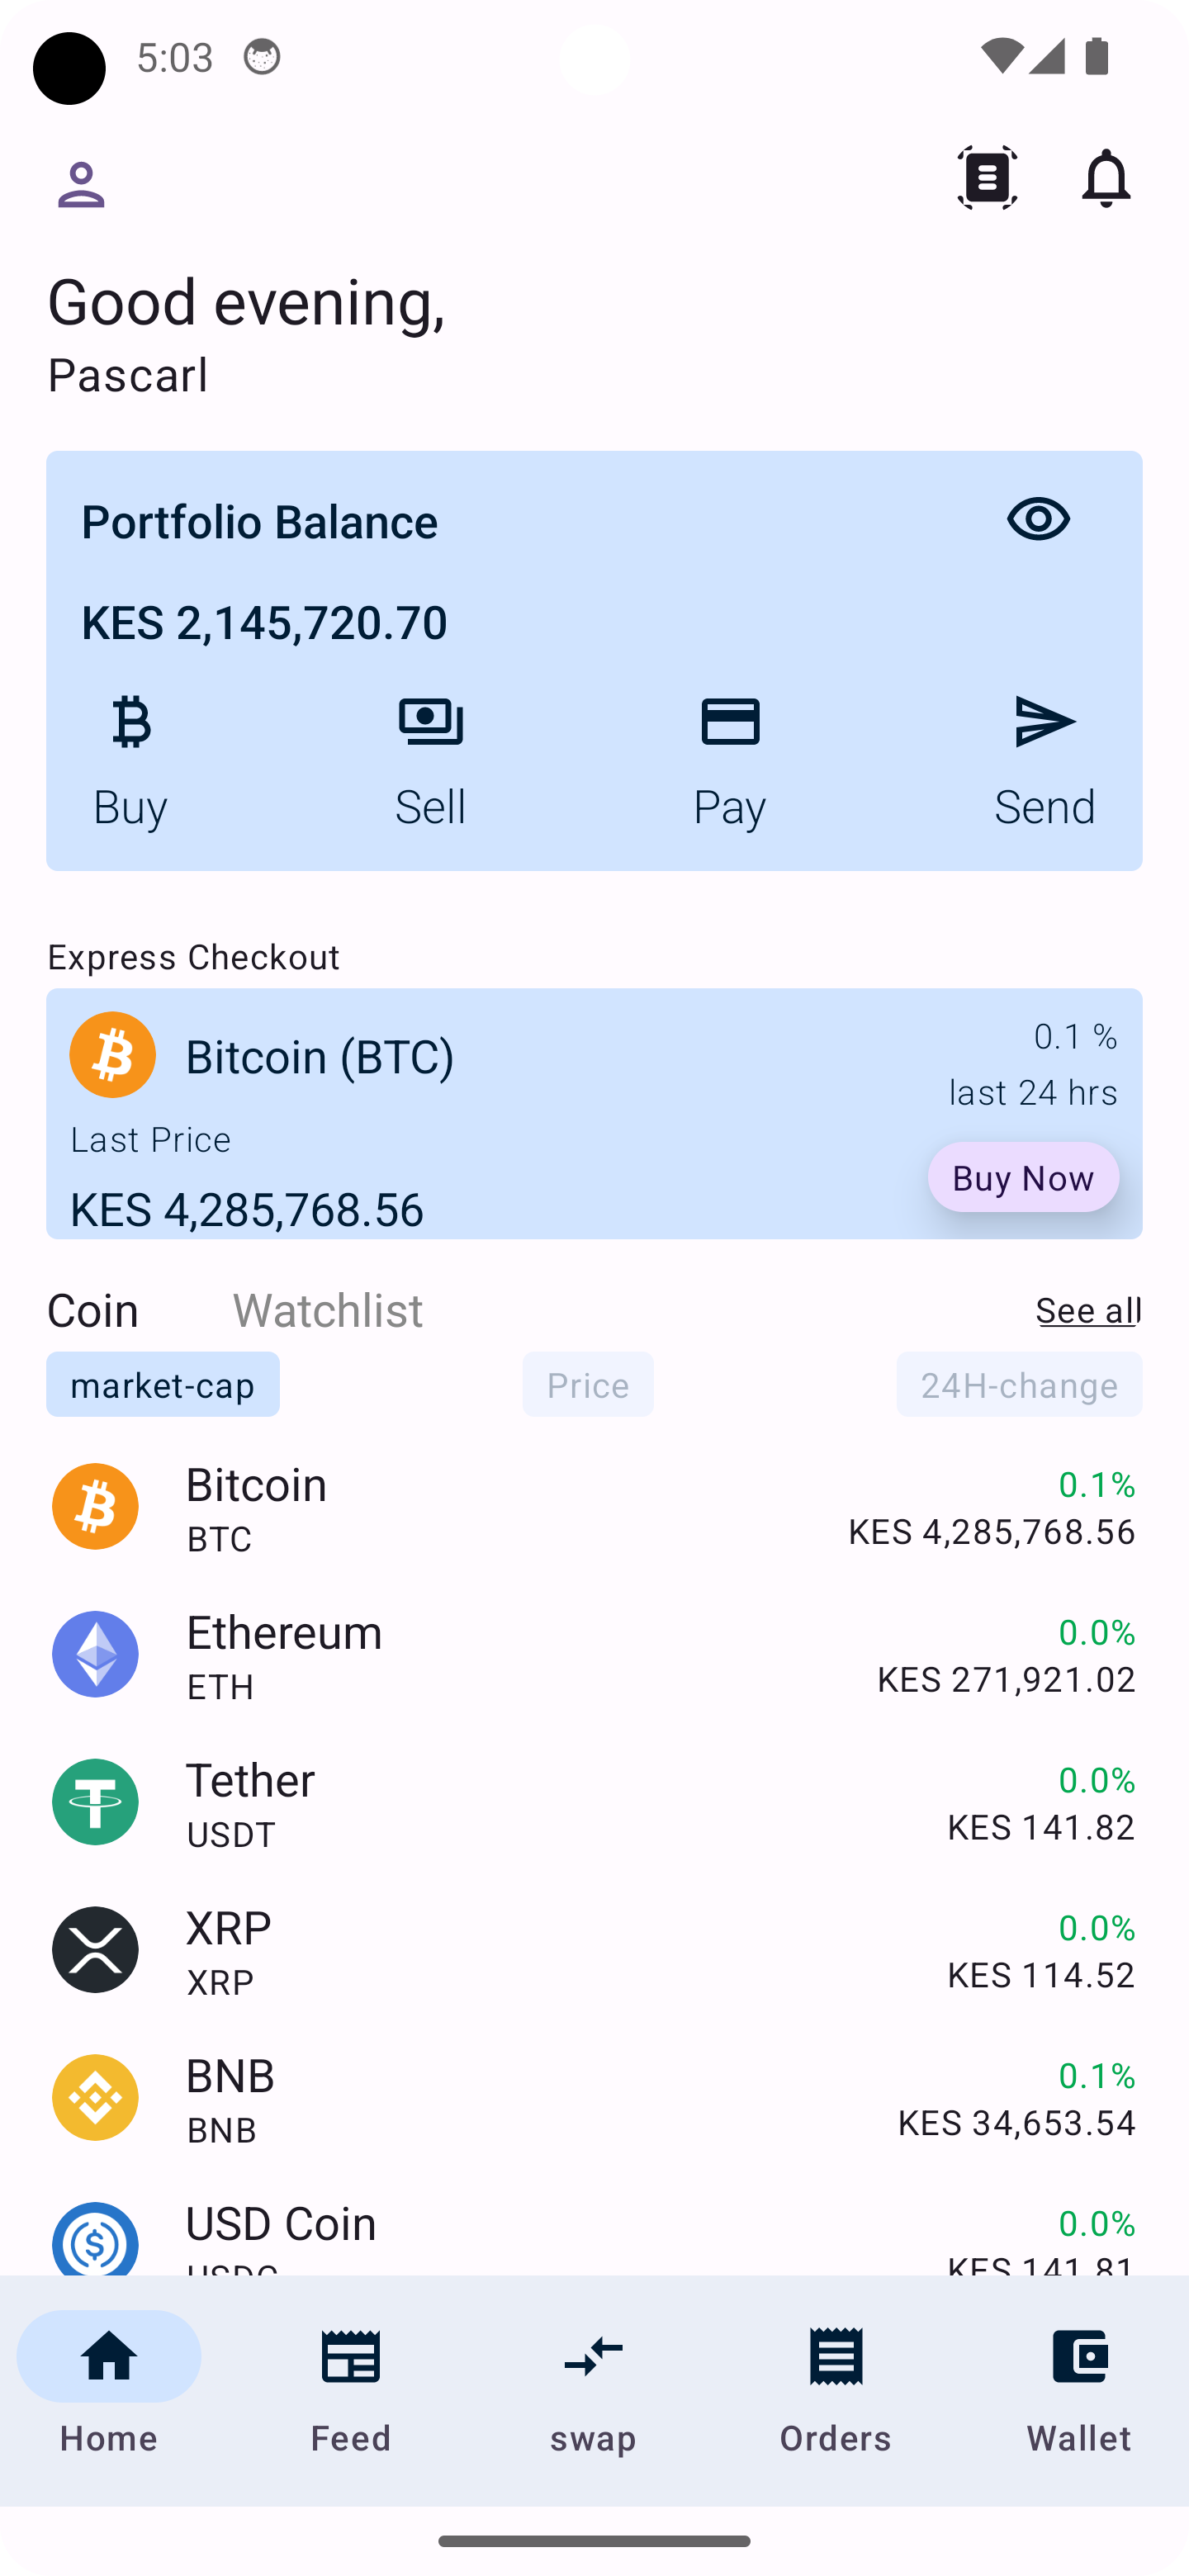 5:03
Good evening,
Pascarl
Portfolio Balance
KES 2,145,720.70
Buy
Sell
Pay
Send
Express Checkout
Bitcoin (BTC)
0.1 %
last 24 hrs
Last Price
Buy Now
KES 4,285,768.56
Coin
Watchlist
See all
market-cap
Price
24H-change
Bitcoin
0.1%
BTC
KES 4,285,768.56
Ethereum
0.0%
ETH
KES 271,921.02
Tether
0.0%
USDT
KES 141.82
XRP
0.0%
XRP
KES 114.52
BNB
0.1%
BNB
KES 34,653.54
USD Coin
0.0%
USDC
KES 141.81
Home
Feed
swap
Orders
Wallet